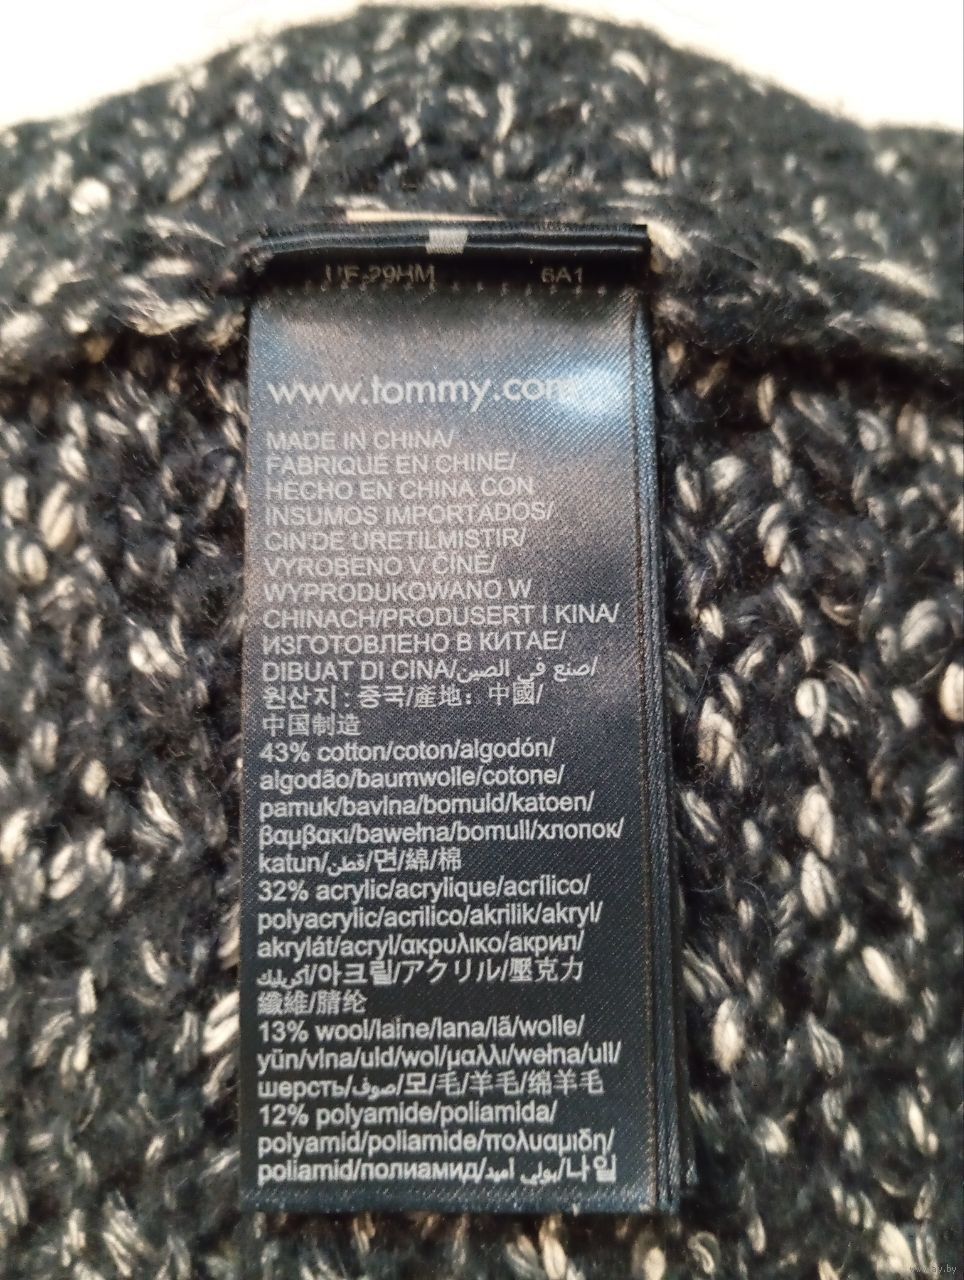 UF-29HM 6A1
www.tommy.com
MADE IN CHINA/
FABRIQUÉ EN CHINE/
HECHO EN CHINA CON
INSUMOS IMPORTADOS/
CIN'DE URETILMISTIR/
VYROBENO V ČÍNĚ/
WYPRODUKOWANO W
CHINACH/PRODUSERT I KINA/
ИЗГОТОВЛЕНО В КИТАЕ/
DIBUAT DI CINA/صنع في الصين/
원산지 : 중국/產地：中國/
中国制造
43% cotton/coton/algodón/
algodão/baumwolle/cotone/
pamuk/bavlna/bomuld/katoen/
βαμβακι/bawełna/bomull/хлопок/
katun/قطن/면/綿/棉
32% acrylic/acrylique/acrílico/
polyacrylic/acrilico/akrilik/akryl/
akrylát/acryl/ακρυλικο/акрил/
اكريليك/아크릴/アクリル/壓克力
纖維/腈纶
13% wool/laine/lana/lã/wolle/
yün/vlna/uld/wol/μαλλι/wełna/ull/
шерсть/صوف/모/毛/羊毛/绵羊毛
12% polyamide/poliamida/
polyamid/poliamide/πολυαμιδη/
poliamid/полиамид/بولي اميد/나일